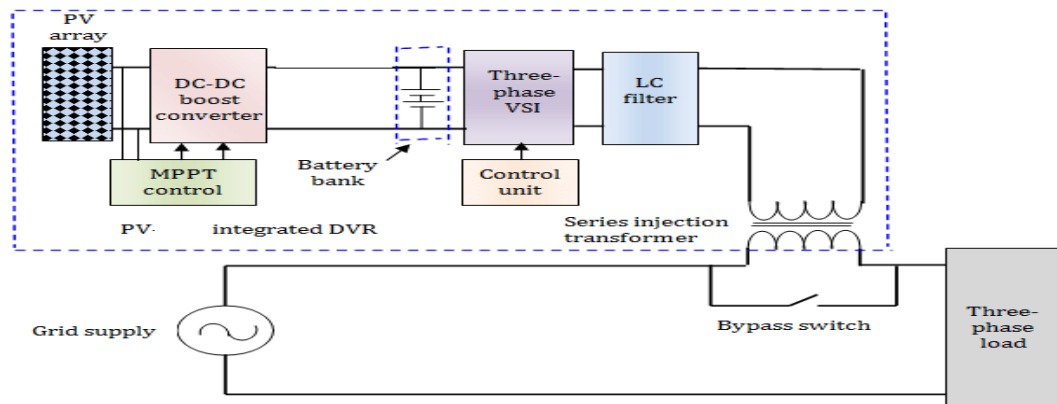 PV
array
DC-DC
boost
converter
MPPT
control
Battery
bank
Three-
phase
VSI
Control
unit
LC
filter
PV- integrated DVR
Series injection
transformer
Grid supply
Bypass switch
Three-
phase
load